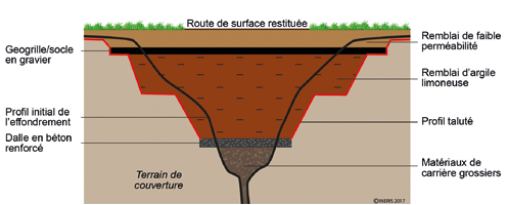 Route de surface restituée
Geogrille/socle
en gravier
Profil initial de
l'effondrement
Dalle en béton
renforcé
Terrain de
couverture
Remblai de faible
perméabilité
Remblai d'argile
limoneuse
Profil taluté
Matériaux de
carrière grossiers
©INERIS 2017